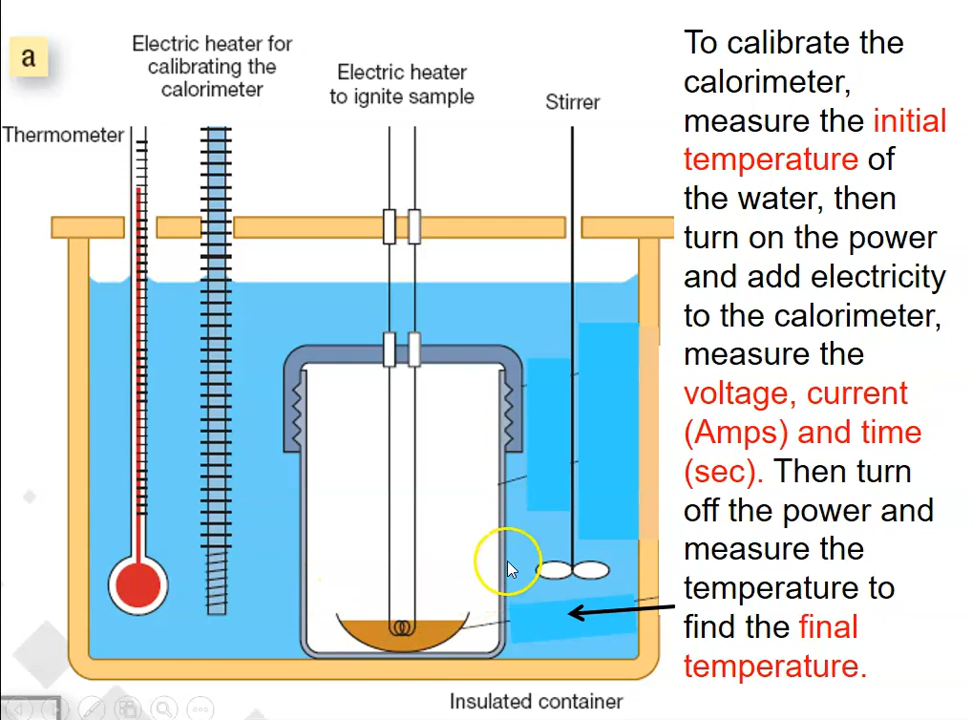 a
Electric heater for
calibrating the
calorimeter
Electric heater
to ignite sample
Stirrer
Thermometer
Insulated container
To calibrate the
calorimeter,
measure the initial
temperature of
the water, then
turn on the power
and add electricity
to the calorimeter,
measure the
voltage, current
(Amps) and time
(sec). Then turn
off the power and
measure the
temperature to
find the final
temperature.